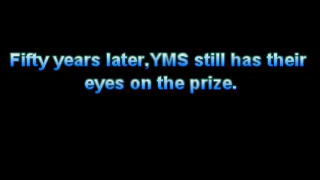 Fifty years later,YMS still has their
eyes on the prize.